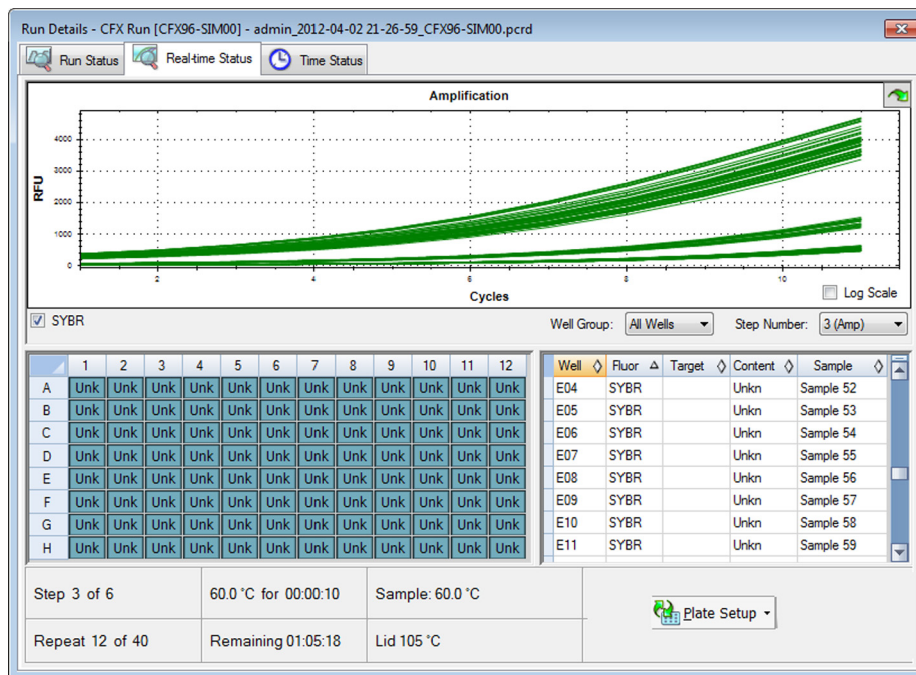 Run Details - CFX Run [CFX96-SIM00] - admin_2012-04-02 21-26-59_CFX96-SIM00.pcrd
Run Status Real-time Status Time Status
Amplification
4000
3000
2000
1000
0
RFU
2 4 6 8 10
Cycles
Log Scale
SYBR
Well Group: All Wells Step Number: 3 (Amp)
1 2 3 4 5 6 7 8 9 10 11 12
A Unk Unk Unk Unk Unk Unk Unk Unk Unk Unk Unk Unk
B Unk Unk Unk Unk Unk Unk Unk Unk Unk Unk Unk Unk
C Unk Unk Unk Unk Unk Unk Unk Unk Unk Unk Unk Unk
D Unk Unk Unk Unk Unk Unk Unk Unk Unk Unk Unk Unk
E Unk Unk Unk Unk Unk Unk Unk Unk Unk Unk Unk Unk
F Unk Unk Unk Unk Unk Unk Unk Unk Unk Unk Unk Unk
G Unk Unk Unk Unk Unk Unk Unk Unk Unk Unk Unk Unk
H Unk Unk Unk Unk Unk Unk Unk Unk Unk Unk Unk Unk
Well Fluor Target Content Sample
E04 SYBR Unkn Sample 52
E05 SYBR Unkn Sample 53
E06 SYBR Unkn Sample 54
E07 SYBR Unkn Sample 55
E08 SYBR Unkn Sample 56
E09 SYBR Unkn Sample 57
E10 SYBR Unkn Sample 58
E11 SYBR Unkn Sample 59
Step 3 of 6 60.0 °C for 00:00:10 Sample: 60.0 °C
Repeat 12 of 40 Remaining 01:05:18 Lid 105 °C
Plate Setup